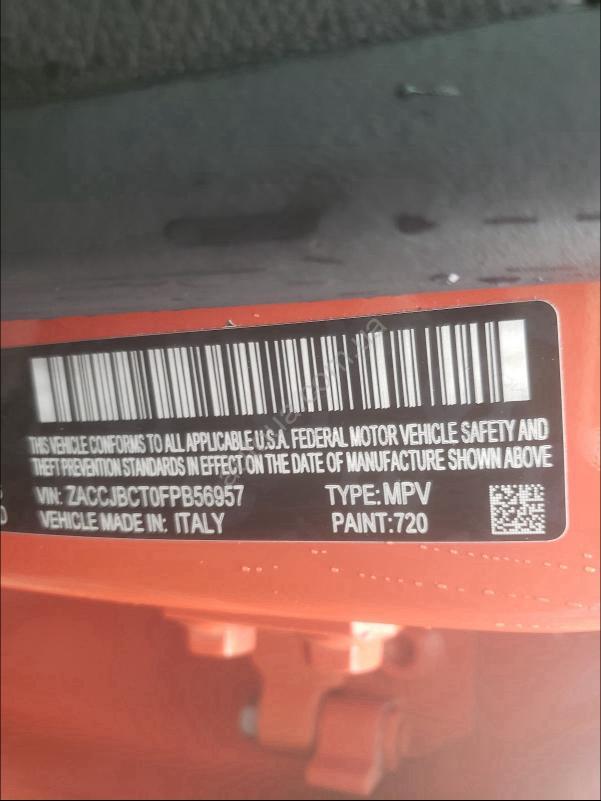 THIS VEHICLE CONFORMS TO ALL APPLICABLE U.S.A. FEDERAL MOTOR VEHICLE SAFETY AND
THEFT PREVENTION STANDARDS IN EFFECT ON THE DATE OF MANUFACTURE SHOWN ABOVE
VIN: ZACCJBCT0FPB56957 TYPE: MPV
VEHICLE MADE IN: ITALY PAINT:720